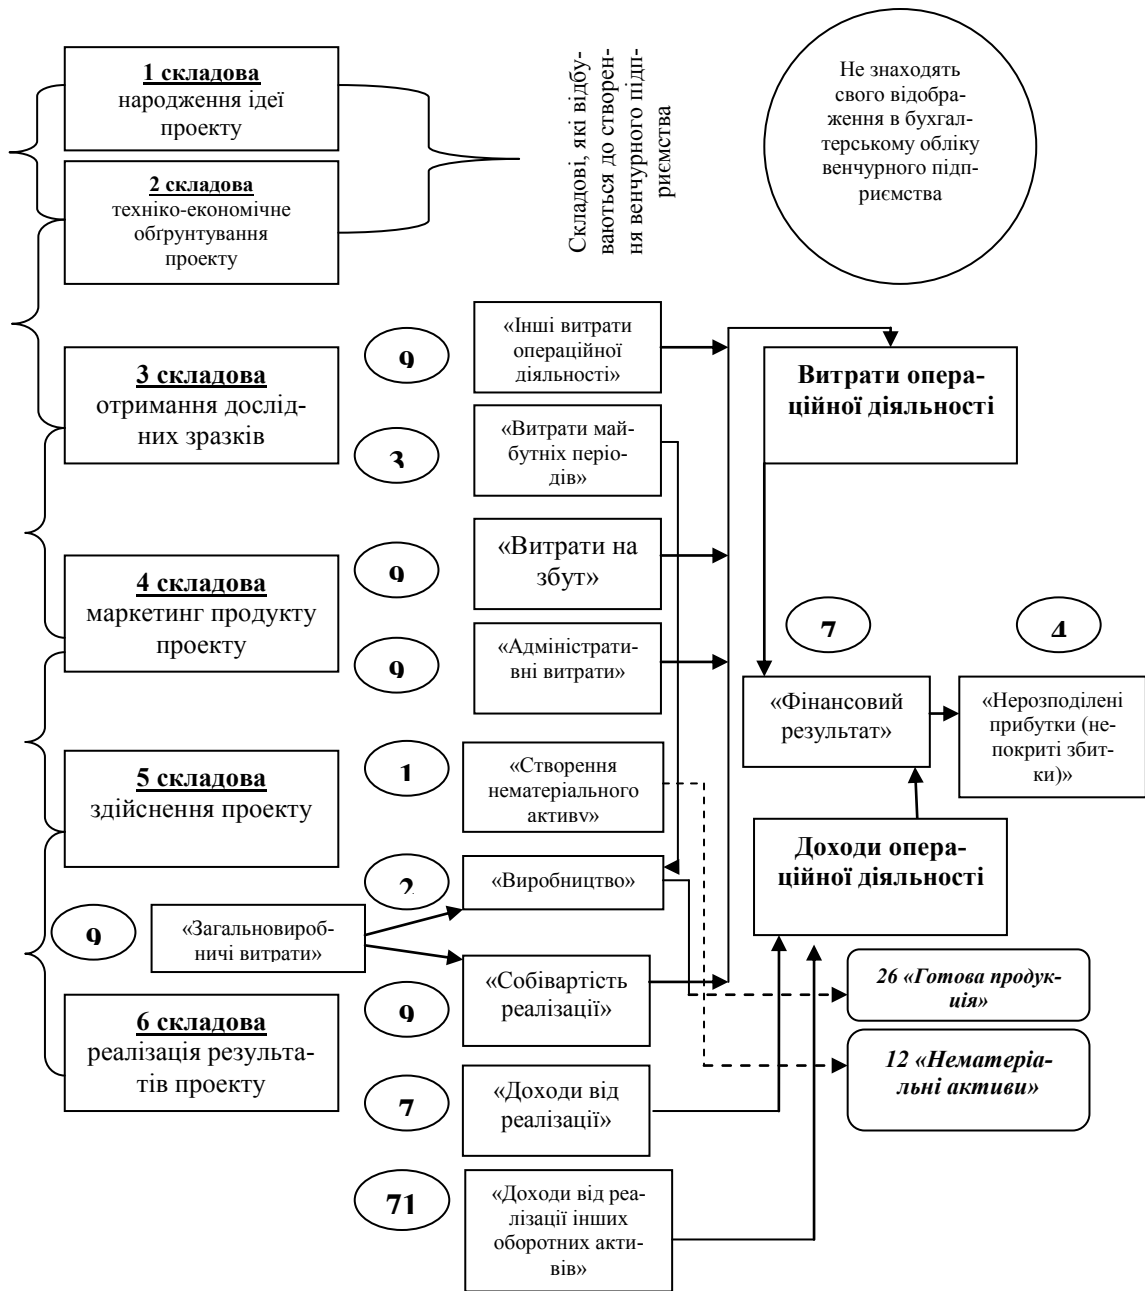 1 складова
народження ідеї
проекту
2 складова
техніко-економічне
обґрунтування
проекту
Складові, які відбу-
ваються до створен-
ня венчурного підп-
риємства
Не знаходять
свого відобра-
ження в бухгал-
терському обліку
венчурного підп-
риємства
3 складова
отримання дослід-
них зразків
9
«Інші витрати
операційної
діяльності»
3
«Витрати май-
бутніх періо-
дів»
Витрати опера-
ційної діяльності
4 складова
маркетинг продукту
проекту
9
«Витрати на
збут»
9
«Адміністрати-
вні витрати»
7
4
«Фінансовий
результат»
«Нерозподілені
прибутки (не-
покриті збит-
ки)»
5 складова
здійснення проекту
1
«Створення
нематеріального
активу»
2
«Виробництво»
Доходи опера-
ційної діяльності
9
«Загальновироб-
ничі витрати»
9
«Собівартість
реалізації»
26 «Готова продук-
ція»
12 «Нематеріа-
льні активи»
6 складова
реалізація результа-
тів проекту
7
«Доходи від
реалізації»
71
«Доходи від реа-
лізації інших
оборотних акти-
вів»